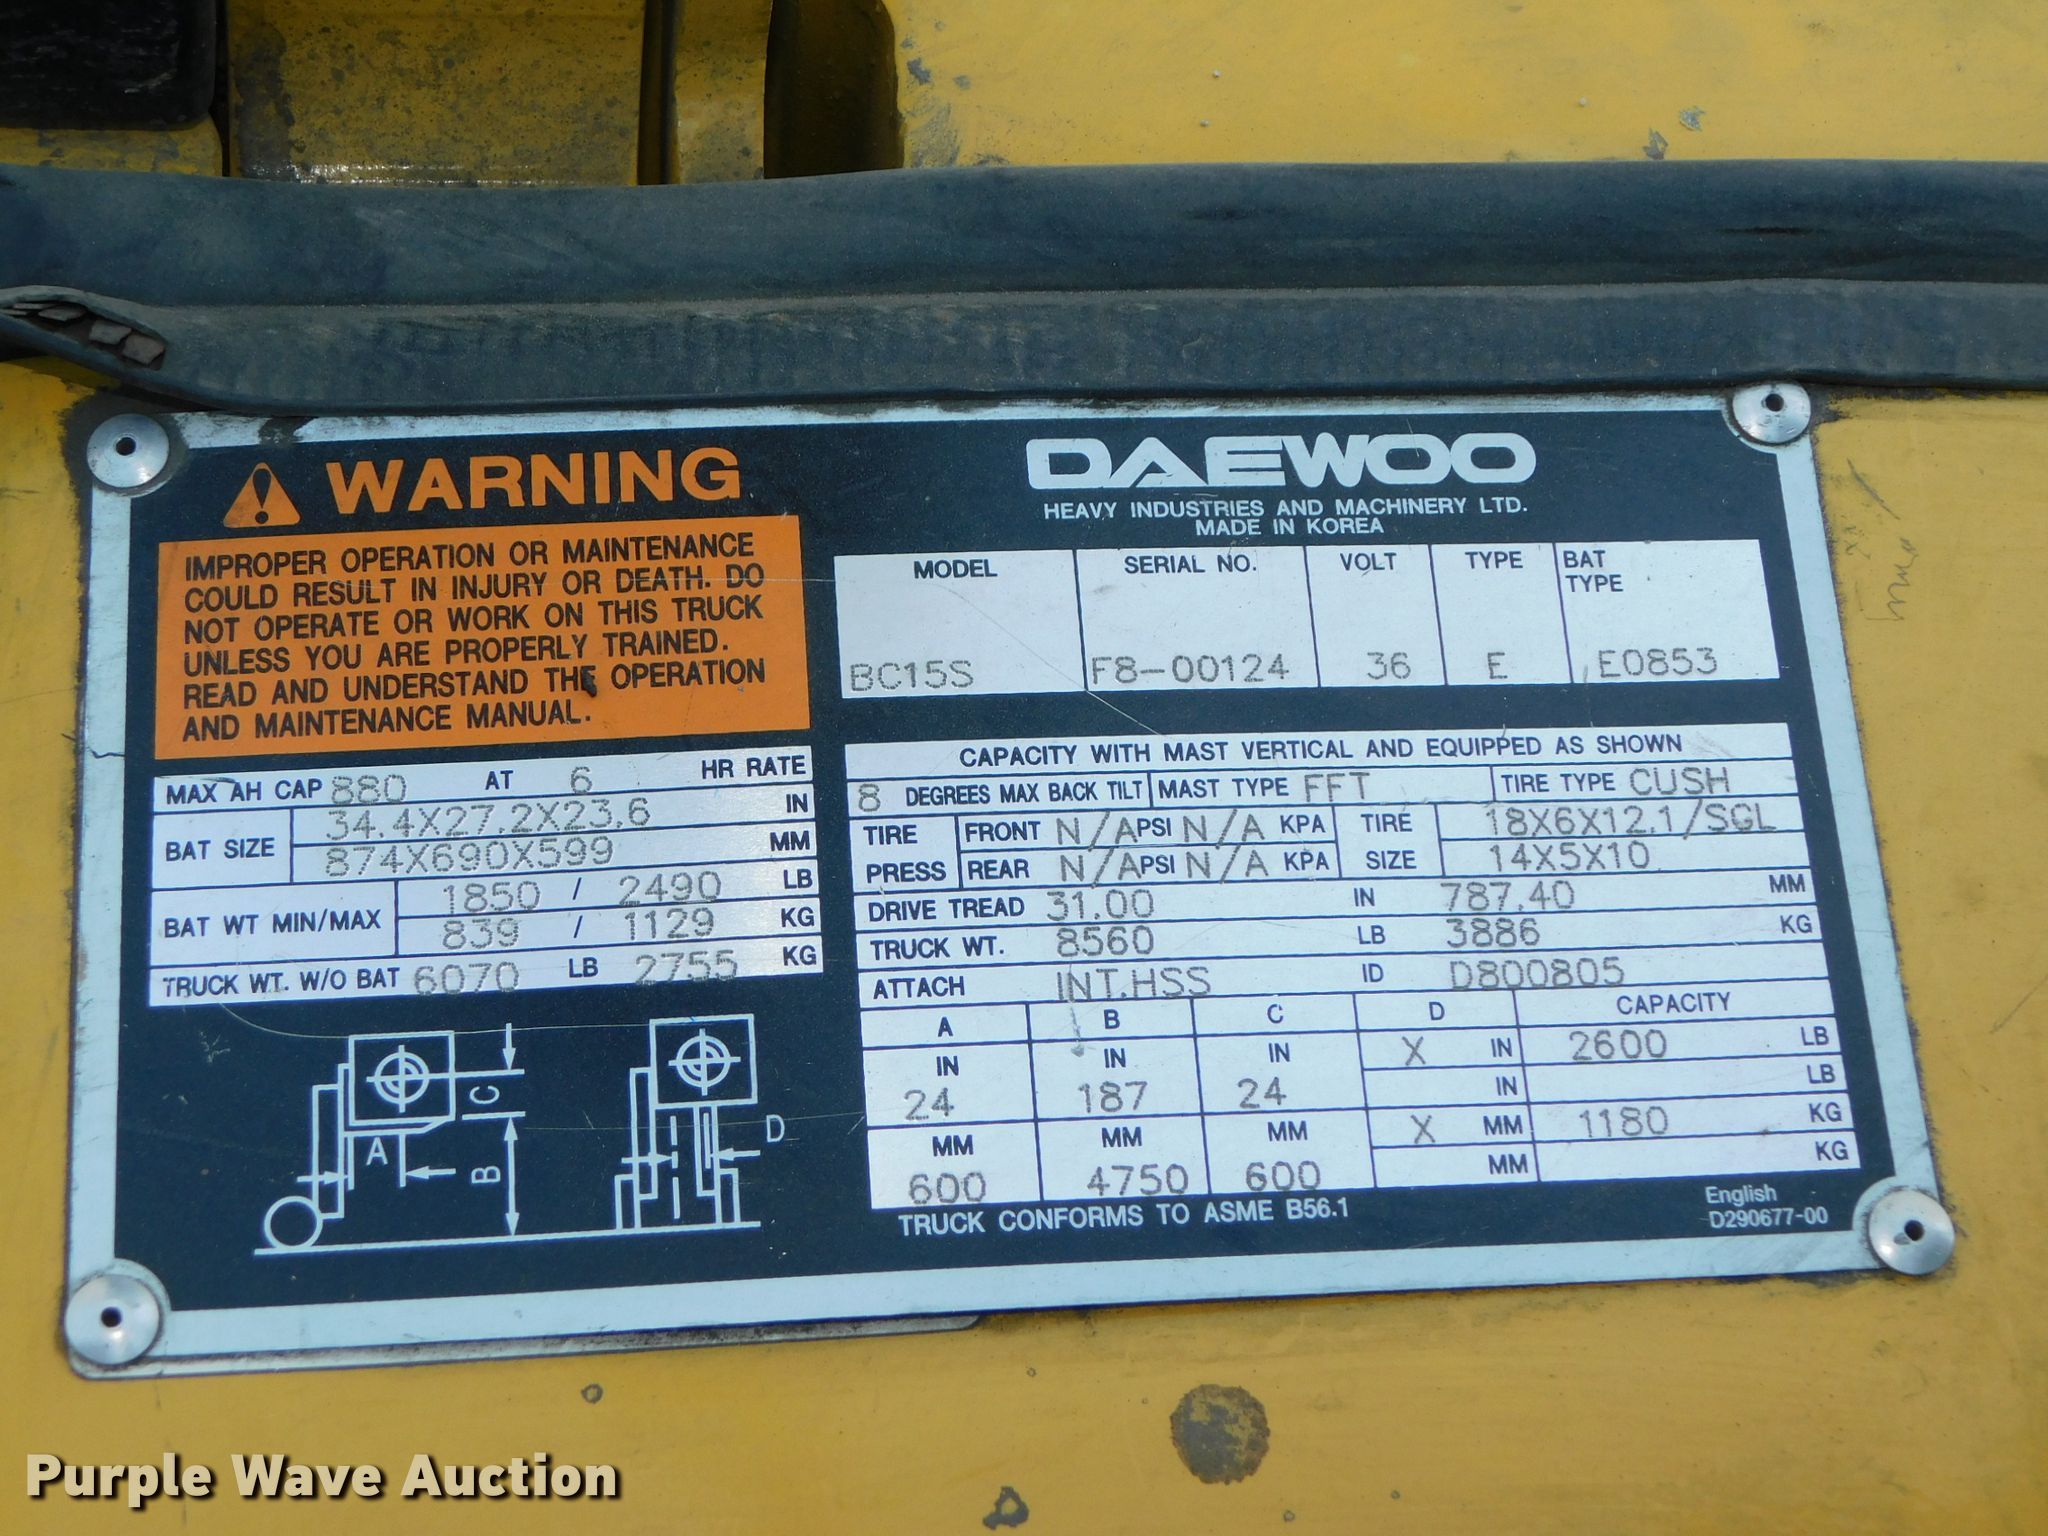 WARNING
IMPROPER OPERATION OR MAINTENANCE
COULD RESULT IN INJURY OR DEATH. DO
NOT OPERATE OR WORK ON THIS TRUCK
UNLESS YOU ARE PROPERLY TRAINED.
READ AND UNDERSTAND THE OPERATION
AND MAINTENANCE MANUAL.
MAX AH CAP 880 AT 6 HR RATE
BAT SIZE 34.4X27.2X23.6 IN
874X690X599 MM
BAT WT MIN/MAX 1850 / 2490 LB
839 / 1129 KG
TRUCK WT. W/O BAT 6070 LB 2755 KG
A B C D
DAEWOO
HEAVY INDUSTRIES AND MACHINERY LTD.
MADE IN KOREA
MODEL SERIAL NO. VOLT TYPE BAT TYPE
BC15S F8-00124 36 E E0853
CAPACITY WITH MAST VERTICAL AND EQUIPPED AS SHOWN
8 DEGREES MAX BACK TILT MAST TYPE FFT TIRE TYPE CUSH
TIRE PRESS FRONT N/A PSI N/A KPA TIRE SIZE 18X6X12.1/SGL
REAR N/A PSI N/A KPA 14X5X10
DRIVE TREAD 31.00 IN 787.40 MM
TRUCK WT. 8560 LB 3886 KG
ATTACH INT.HSS ID D800805
A B C D CAPACITY
IN IN IN X IN 2600 LB
24 187 24 IN LB
MM MM MM X MM 1180 KG
600 4750 600 MM KG
TRUCK CONFORMS TO ASME B56.1
English
D290677-00
Purple Wave Auction